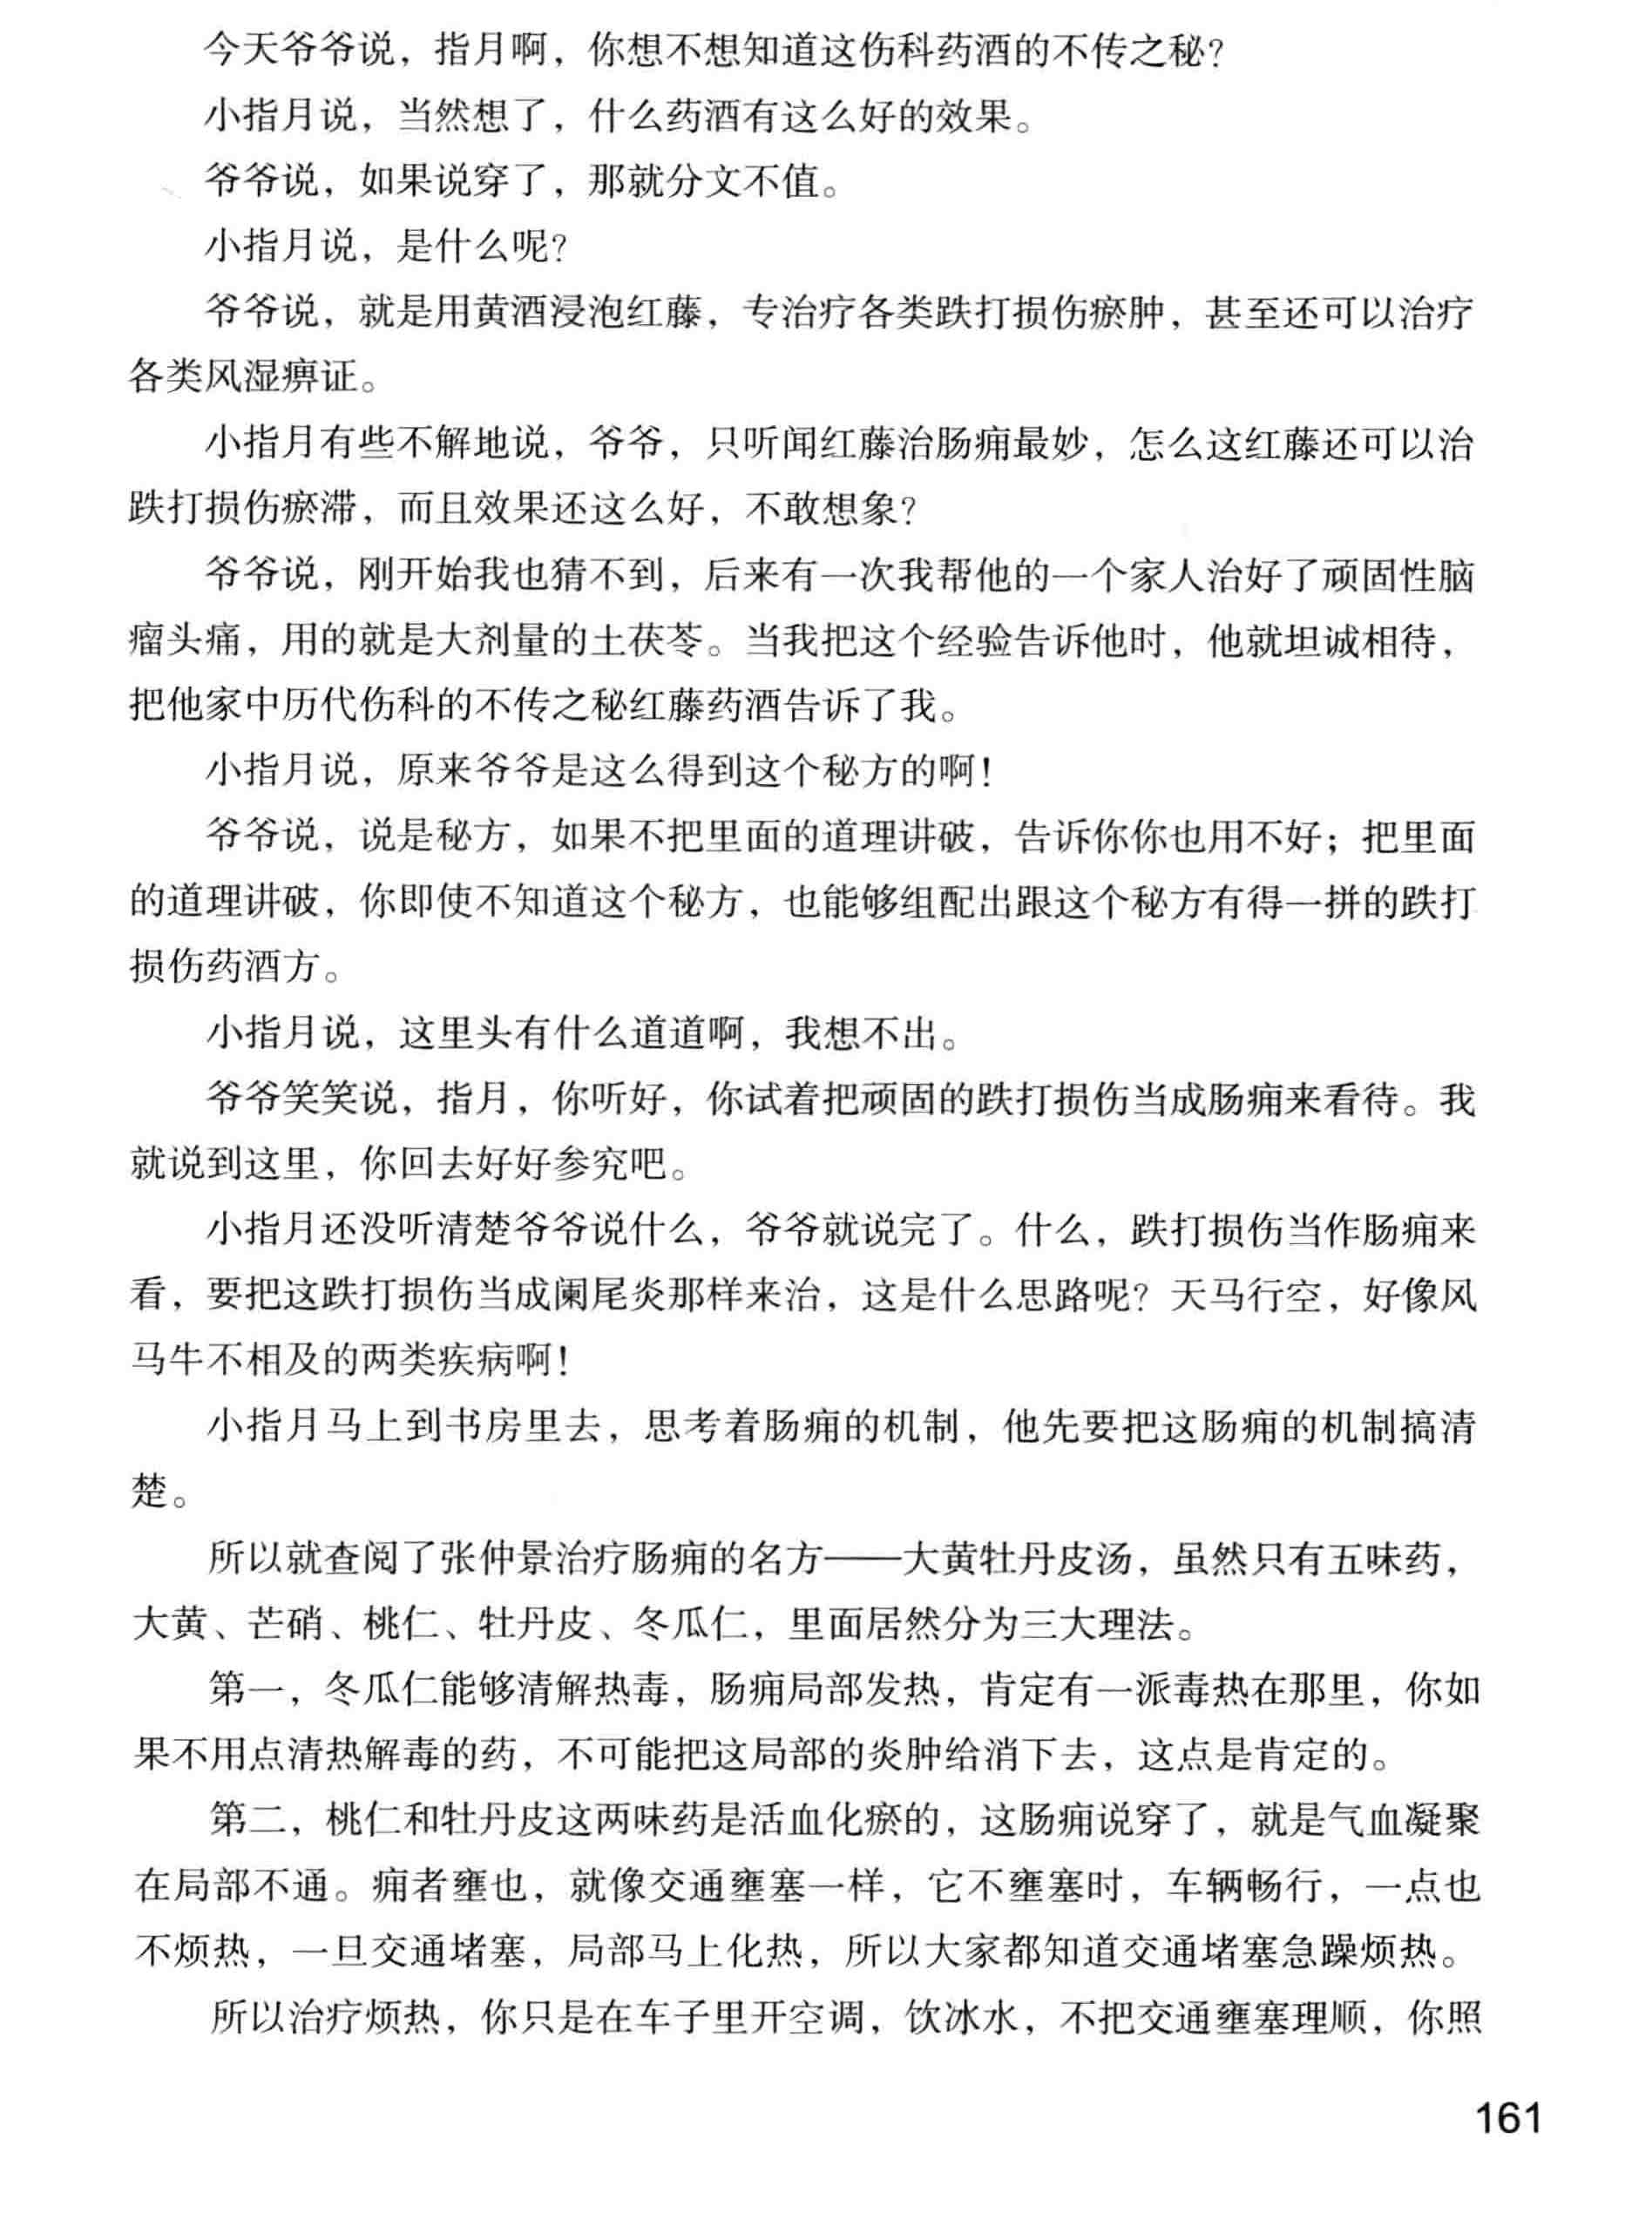 今天爷爷说，指月啊，你想不想知道这伤科药酒的不传之秘？
小指月说，当然想了，什么药酒有这么好的效果。
爷爷说，如果说穿了，那就分文不值。
小指月说，是什么呢？
爷爷说，就是用黄酒浸泡红藤，专治疗各类跌打损伤瘀肿，甚至还可以治疗
各类风湿痹证。
小指月有些不解地说，爷爷，只听闻红藤治肠痈最妙，怎么这红藤还可以治
跌打损伤瘀滞，而且效果还这么好，不敢想象？
爷爷说，刚开始我也猜不到，后来有一次我帮他的一个家人治好了顽固性脑
瘤头痛，用的就是大剂量的土茯苓。当我把这个经验告诉他时，他就坦诚相待，
把他家中历代伤科的不传之秘红藤药酒告诉了我。
小指月说，原来爷爷是这么得到这个秘方的啊！
爷爷说，说是秘方，如果不把里面的道理讲破，告诉你你也用不好；把里面
的道理讲破，你即使不知道这个秘方，也能够组配出跟这个秘方有得一拼的跌打
损伤药酒方。
小指月说，这里头有什么道道啊，我想不出。
爷爷笑笑说，指月，你听好，你试着把顽固的跌打损伤当成肠痈来看待。我
就说到这里，你回去好好参究吧。
小指月还没听清楚爷爷说什么，爷爷就说完了。什么，跌打损伤当作肠痈来
看，要把这跌打损伤当成阑尾炎那样来治，这是什么思路呢？天马行空，好像风
马牛不相及的两类疾病啊！
小指月马上到书房里去，思考着肠痈的机制，他先要把这肠痈的机制搞清
楚。
所以就查阅了张仲景治疗肠痈的名方——大黄牡丹皮汤，虽然只有五味药，
大黄、芒硝、桃仁、牡丹皮、冬瓜仁，里面居然分为三大理法。
第一，冬瓜仁能够清解热毒，肠痈局部发热，肯定有一派毒热在那里，你如
果不用点清热解毒的药，不可能把这局部的炎肿给消下去，这点是肯定的。
第二，桃仁和牡丹皮这两味药是活血化瘀的，这肠痈说穿了，就是气血凝聚
在局部不通。痈者壅也，就像交通壅塞一样，它不壅塞时，车辆畅行，一点也
不烦热，一旦交通堵塞，局部马上化热，所以大家都知道交通堵塞急躁烦热。
所以治疗烦热，你只是在车子里开空调，饮冰水，不把交通壅塞理顺，你照
161